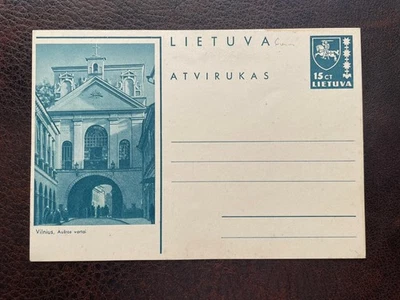 LIETUVA
ATVIRUKAS
15 CT
LIETUVA
Vilnius, Aušros vartai